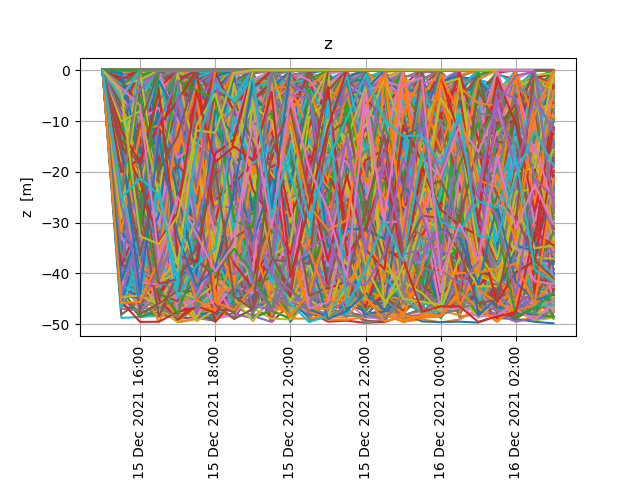 z
0
−10
−20
−30
−40
−50
z [m]
15 Dec 2021 16:00
15 Dec 2021 18:00
15 Dec 2021 20:00
15 Dec 2021 22:00
16 Dec 2021 00:00
16 Dec 2021 02:00